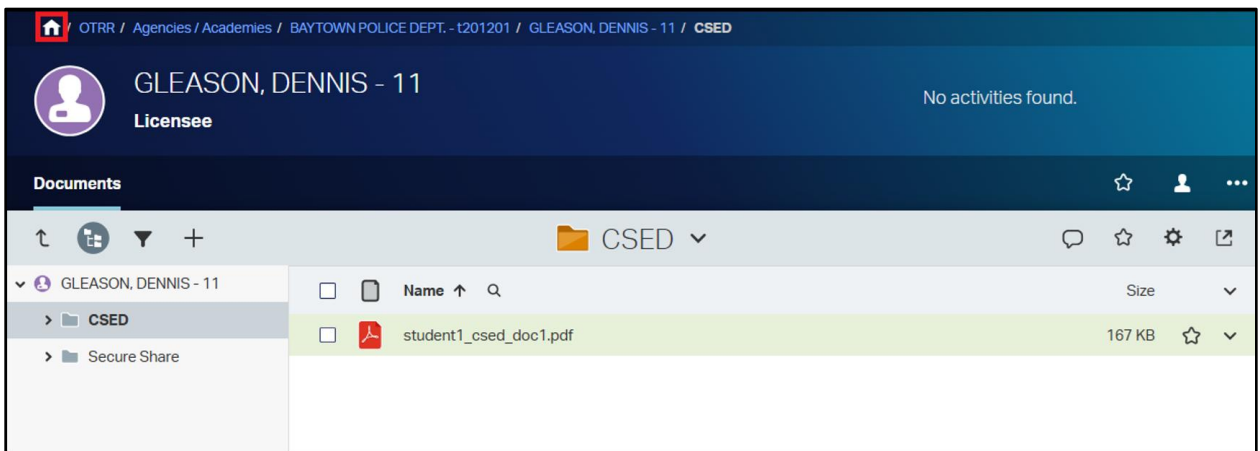 / OTRR / Agencies / Academies / BAYTOWN POLICE DEPT. - t201201 / GLEASON, DENNIS - 11 / CSED
GLEASON, DENNIS - 11
Licensee
No activities found.
Documents
CSED
GLEASON, DENNIS - 11
Name
Size
CSED
student1_csed_doc1.pdf
167 KB
Secure Share